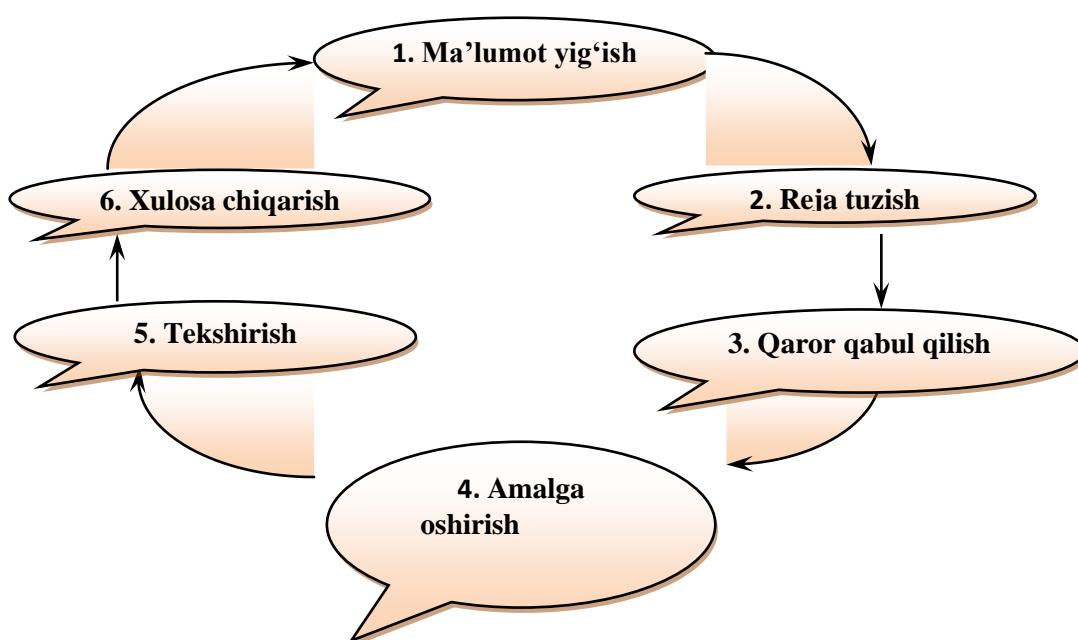 1. Ma’lumot yig‘ish
2. Reja tuzish
3. Qaror qabul qilish
4. Amalga
oshirish
5. Tekshirish
6. Xulosa chiqarish